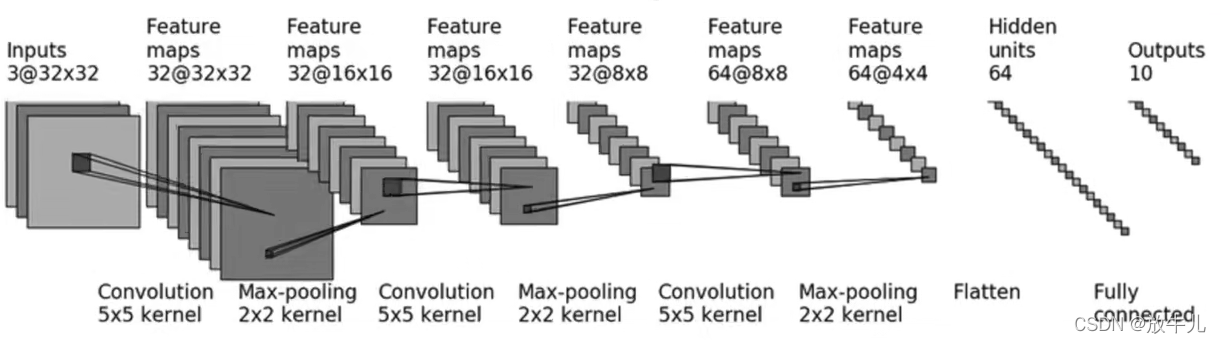 Inputs
3@32x32
Feature
maps
32@32x32
Feature
maps
32@16x16
Feature
maps
32@16x16
Feature
maps
32@8x8
Feature
maps
64@8x8
Feature
maps
64@4x4
Hidden
units
64
Outputs
10
Convolution
5x5 kernel
Max-pooling
2x2 kernel
Convolution
5x5 kernel
Max-pooling
2x2 kernel
Convolution
5x5 kernel
Max-pooling
2x2 kernel
Flatten
Fully
connected
CSDN @放牛儿